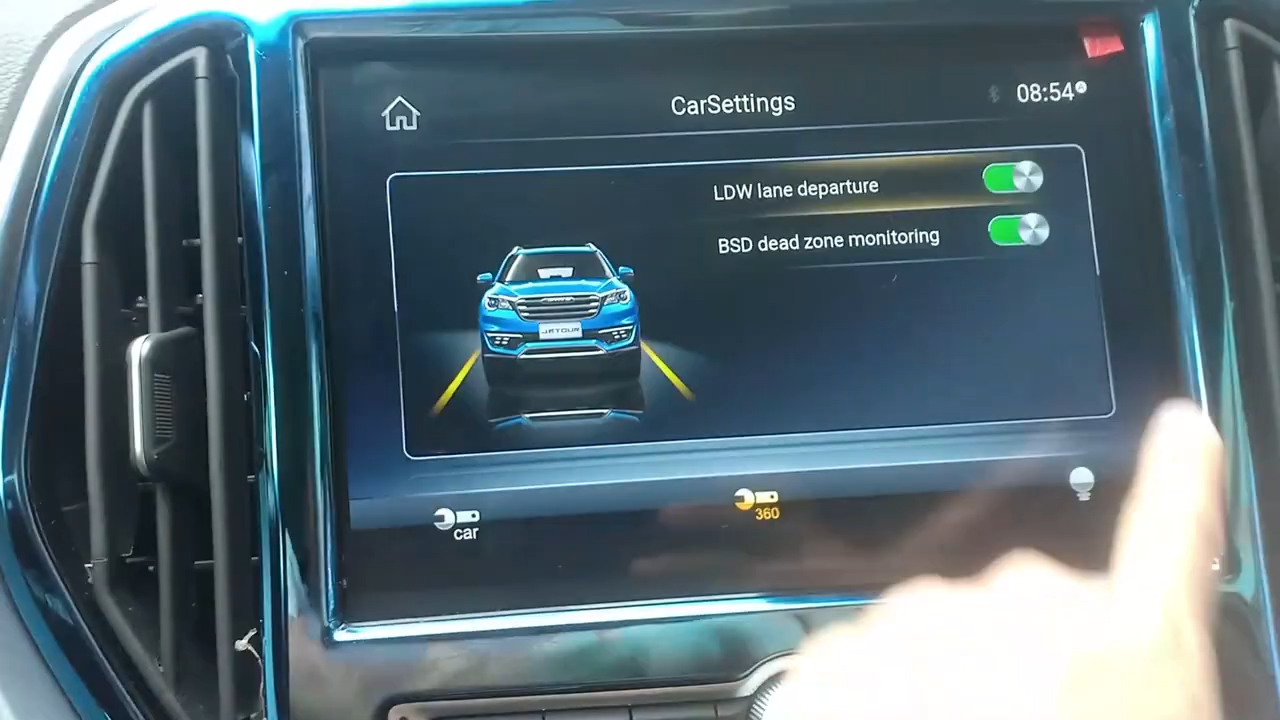 CarSettings
08:54
LDW lane departure
BSD dead zone monitoring
JETOUR
car
360